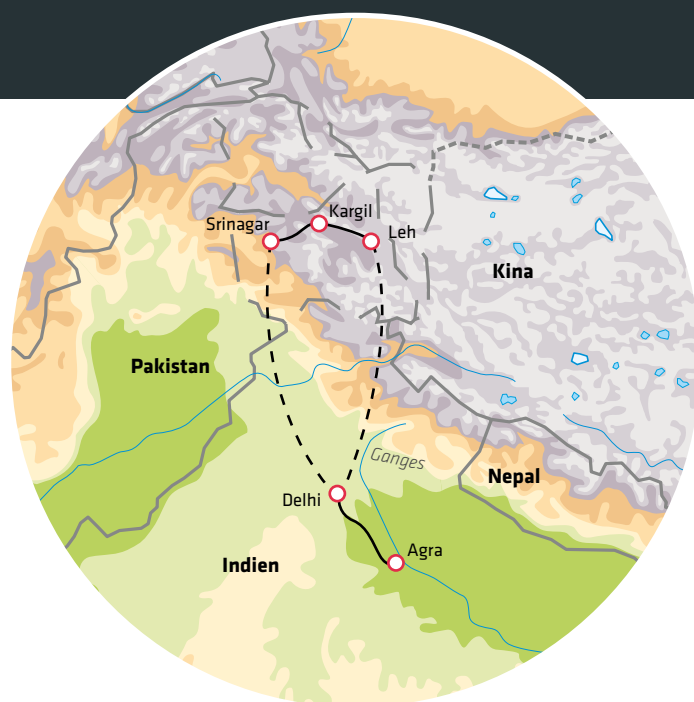 Kargil
Srinagar
Leh
Kina
Pakistan
Ganges
Nepal
Delhi
Agra
Indien